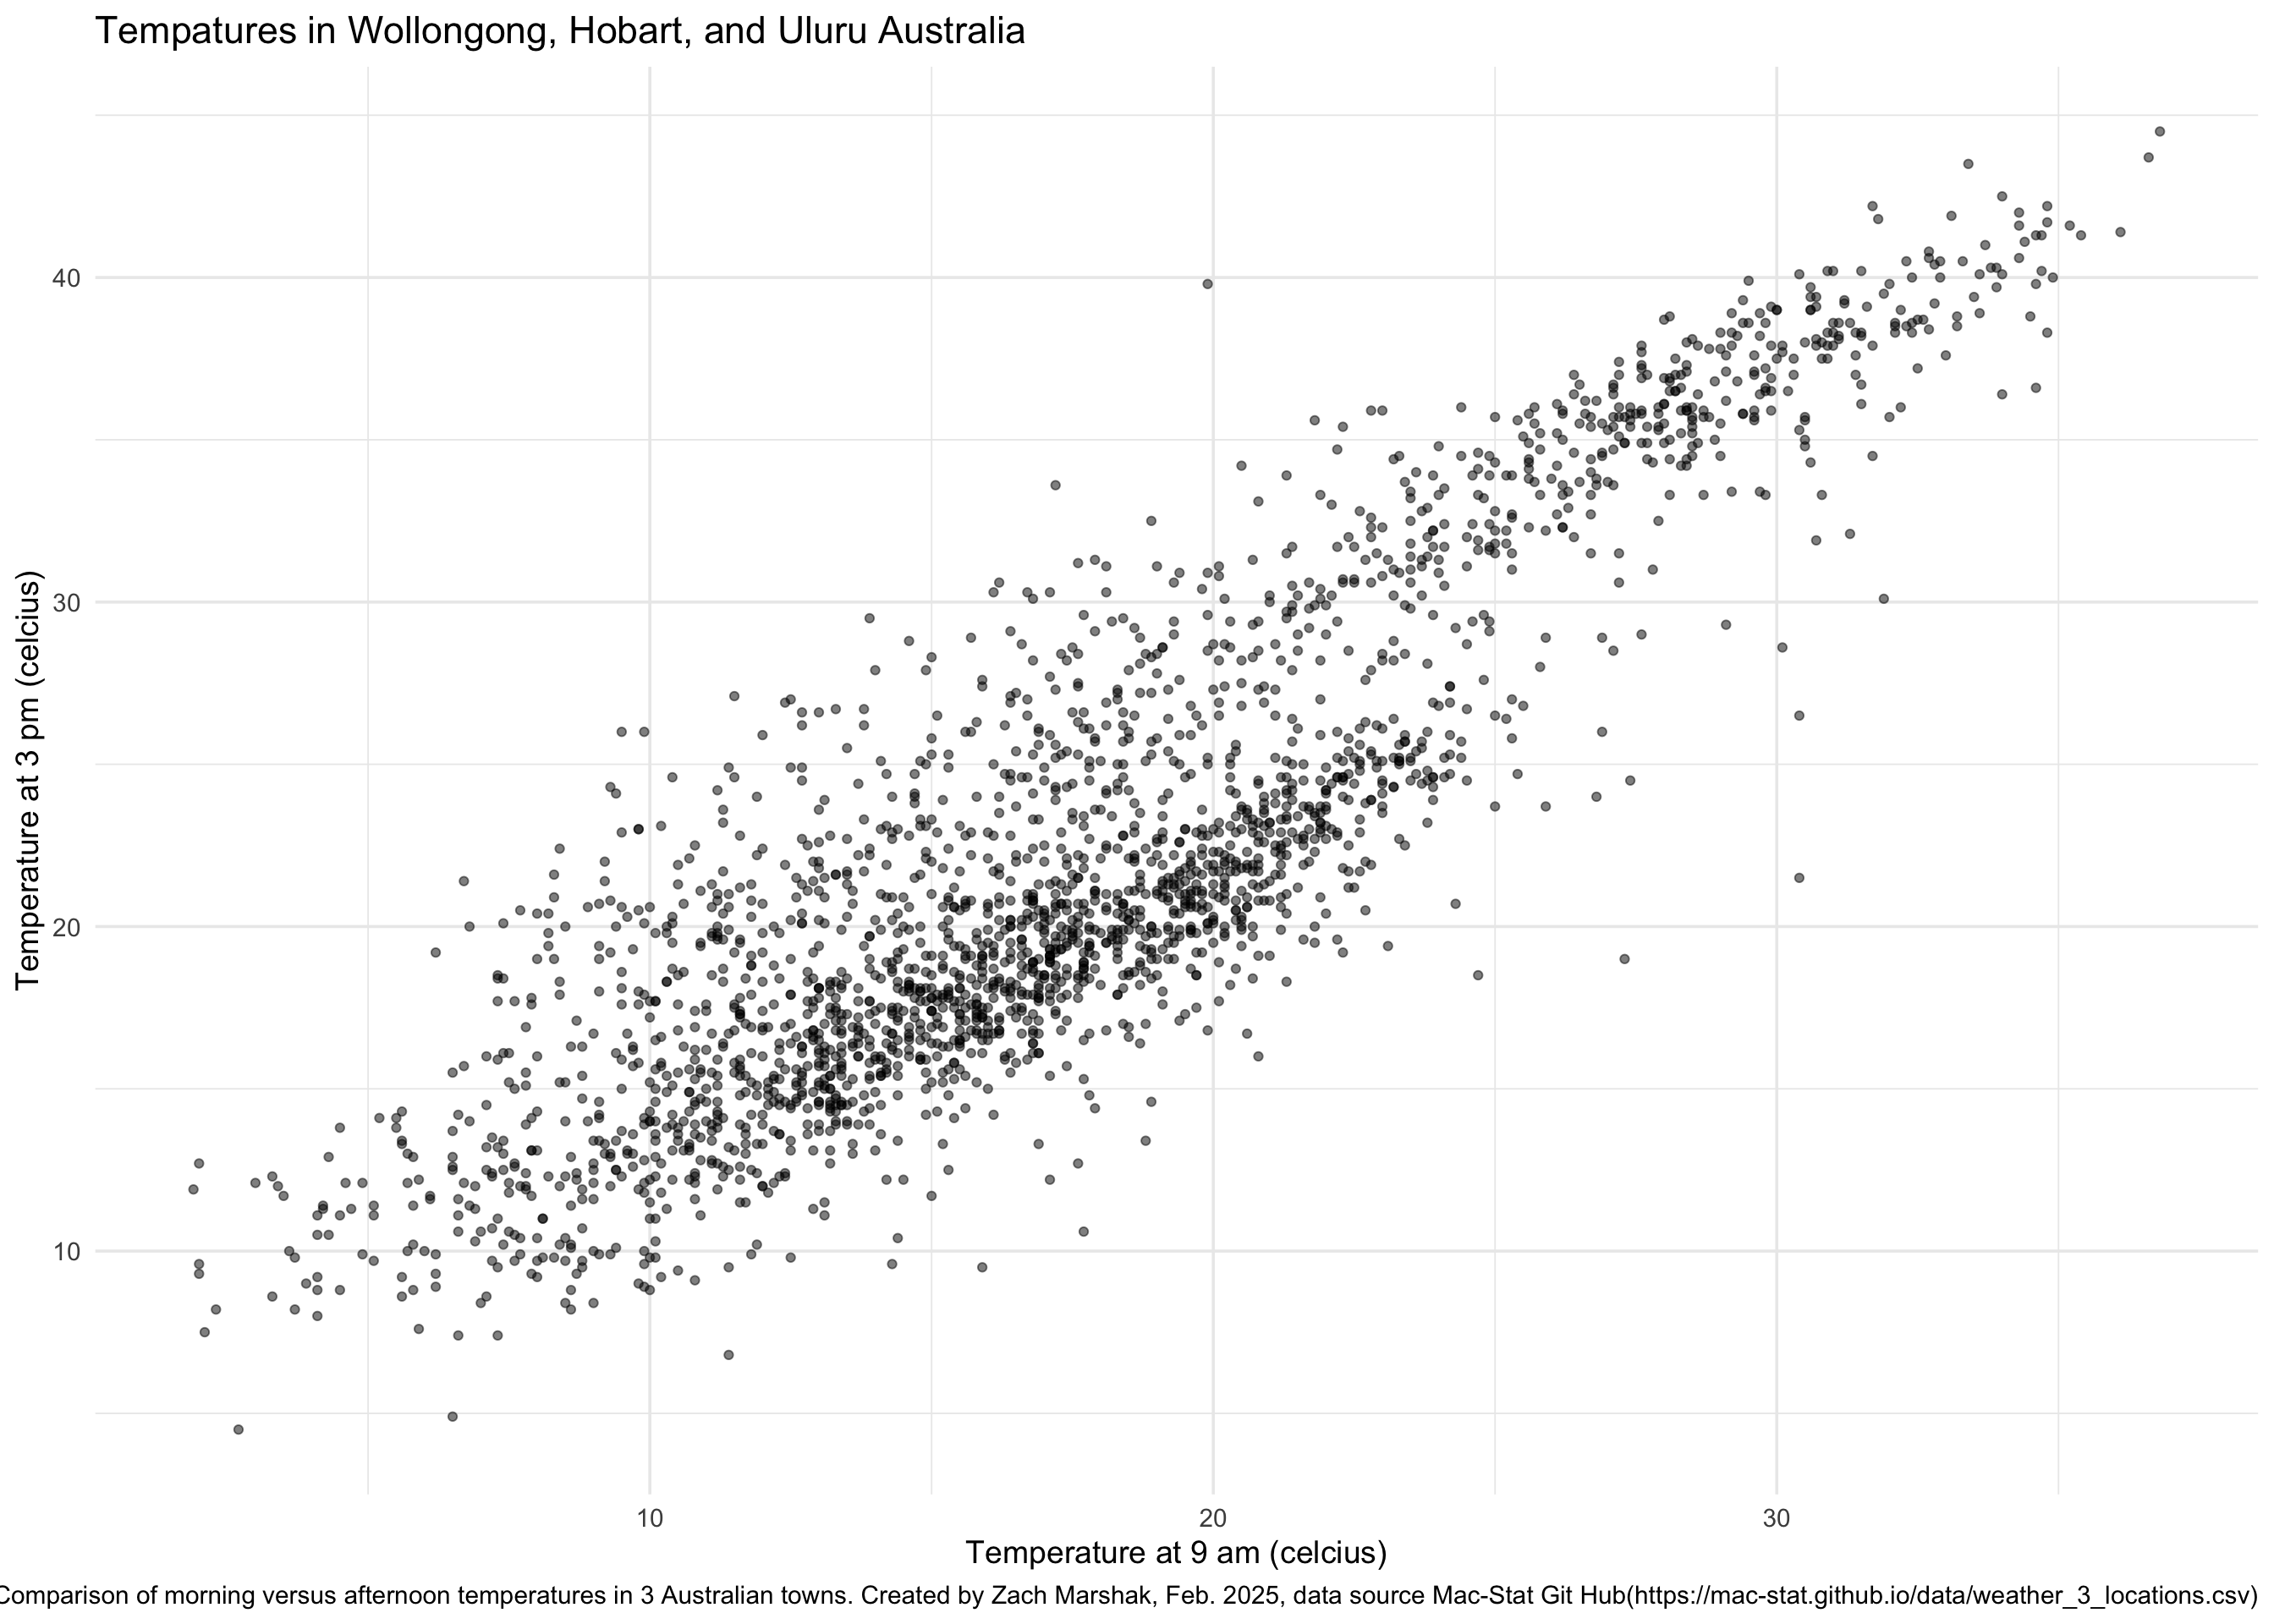 Tempatures in Wollongong, Hobart, and Uluru Australia
40
30
20
10
Temperature at 3 pm (celcius)
10 20 30
Temperature at 9 am (celcius)
Comparison of morning versus afternoon temperatures in 3 Australian towns. Created by Zach Marshak, Feb. 2025, data source Mac-Stat Git Hub(https://mac-stat.github.io/data/weather_3_locations.csv)